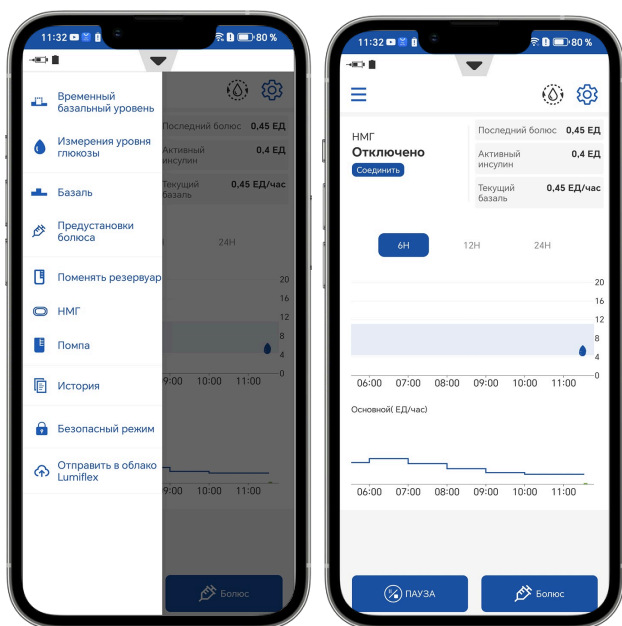 11:32
80 %
Временный
базальный уровень
Измерения уровня
глюкозы
Базаль
Предустановки
болюса
Поменять резервуар
НМГ
Помпа
История
Безопасный режим
Отправить в облако
Lumiflex
Последний болюс 0,45 ЕД
Активный 0,4 ЕД
инсулин
Текущий 0,45 ЕД/час
базаль
24H
20
16
12
8
4
0
9:00 10:00 11:00
9:00 10:00 11:00
Болюс
11:32
80 %
НМГ
Отключено
Соединить
Последний болюс 0,45 ЕД
Активный 0,4 ЕД
инсулин
Текущий 0,45 ЕД/час
базаль
6H 12H 24H
20
16
12
8
4
0
06:00 07:00 08:00 09:00 10:00 11:00
Основной( ЕД/час)
06:00 07:00 08:00 09:00 10:00 11:00
ПАУЗА
Болюс